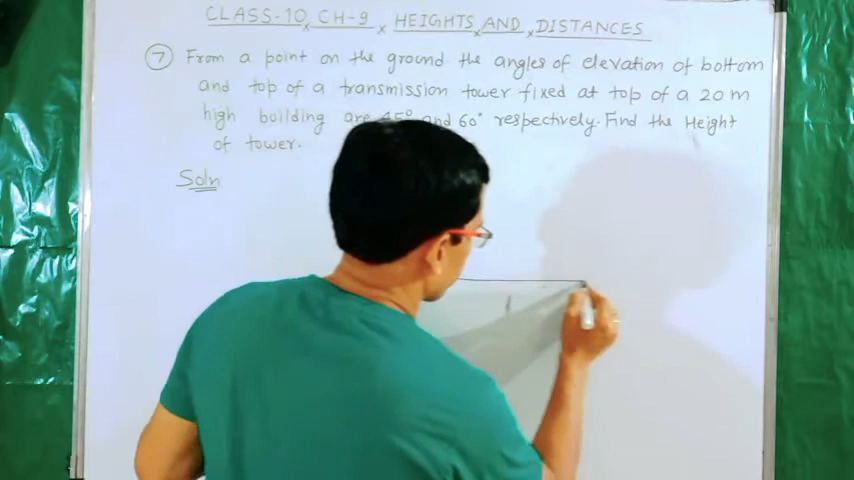 CLASS-10, CH-9, HEIGHTS AND DISTANCES
7 From a point on the ground the angles of elevation of bottom
and top of a transmission tower fixed at top of a 20 m
high building are 45° and 60° respectively. Find the Height
of tower.
Soln